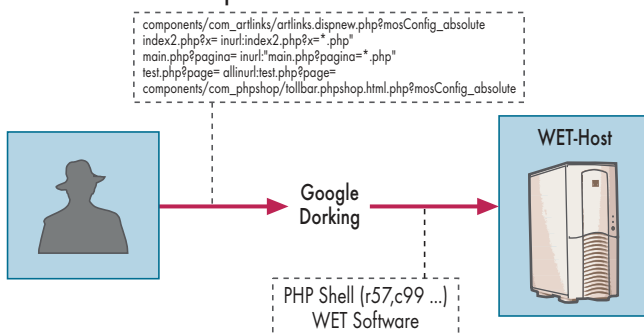 components/com_artlinks/artlinks.dispnew.php?mosConfig_absolute
index2.php?x= inurl:index2.php?x=*.php"
main.php?pagina= inurl:"main.php?pagina=*.php"
test.php?page= allinurl:test.php?page=
components/com_phpshop/tollbar.phpshop.html.php?mosConfig_absolute
WET-Host
Google
Dorking
PHP Shell (r57,c99 ...)
WET Software